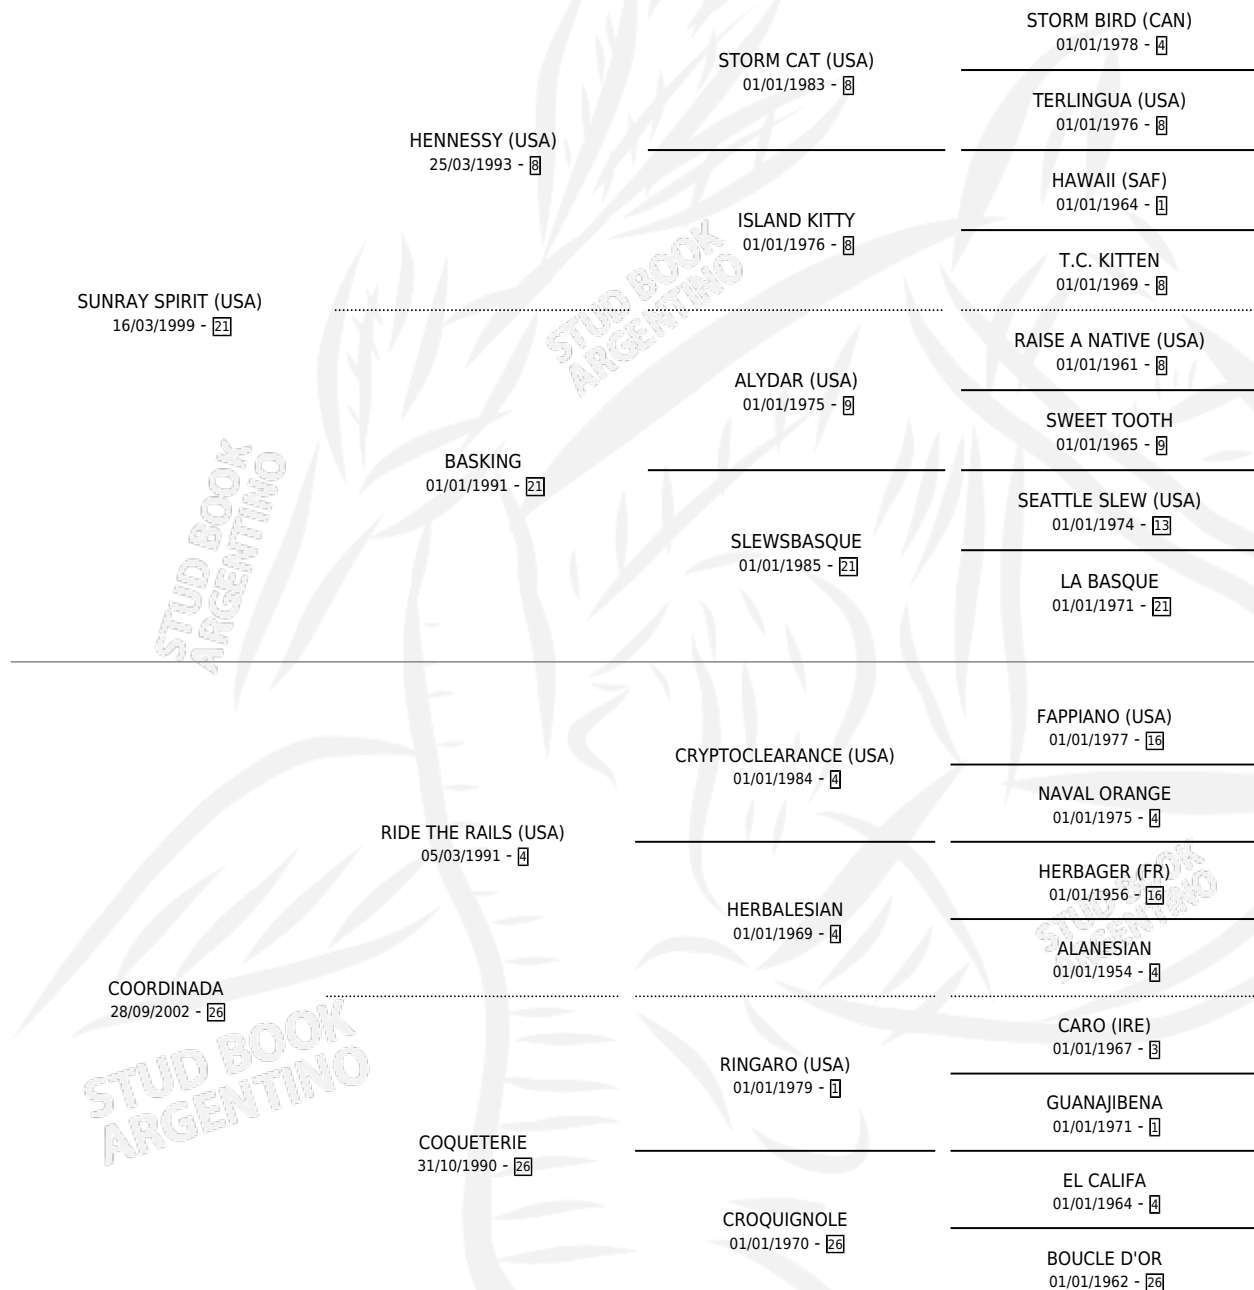 STORM BIRD (CAN)
01/01/1978 - 4
STORM CAT (USA)
01/01/1983 - 8
TERLINGUA (USA)
01/01/1976 - 8
HENNESSY (USA)
25/03/1993 - 8
HAWAII (SAF)
01/01/1964 - 1
ISLAND KITTY
01/01/1976 - 8
T.C. KITTEN
01/01/1969 - 8
SUNRAY SPIRIT (USA)
16/03/1999 - 21
RAISE A NATIVE (USA)
01/01/1961 - 8
ALYDAR (USA)
01/01/1975 - 9
SWEET TOOTH
01/01/1965 - 9
BASKING
01/01/1991 - 21
SEATTLE SLEW (USA)
01/01/1974 - 13
SLEWSBASQUE
01/01/1985 - 21
LA BASQUE
01/01/1971 - 21
FAPPIANO (USA)
01/01/1977 - 16
CRYPTOCLEARANCE (USA)
01/01/1984 - 4
NAVAL ORANGE
01/01/1975 - 4
RIDE THE RAILS (USA)
05/03/1991 - 4
HERBAGER (FR)
01/01/1956 - 16
HERBALESIAN
01/01/1969 - 4
ALANESIAN
01/01/1954 - 4
COORDINADA
28/09/2002 - 26
CARO (IRE)
01/01/1967 - 3
RINGARO (USA)
01/01/1979 - 1
GUANAJIBENA
01/01/1971 - 1
COQUETERIE
31/10/1990 - 26
EL CALIFA
01/01/1964 - 4
CROQUIGNOLE
01/01/1970 - 26
BOUCLE D'OR
01/01/1962 - 26
STUD BOOK
ARGENTINO
STUD BOOK
ARGENTINO
STUD BOOK
ARGENTINO
STUD BOOK
ARGENTINO